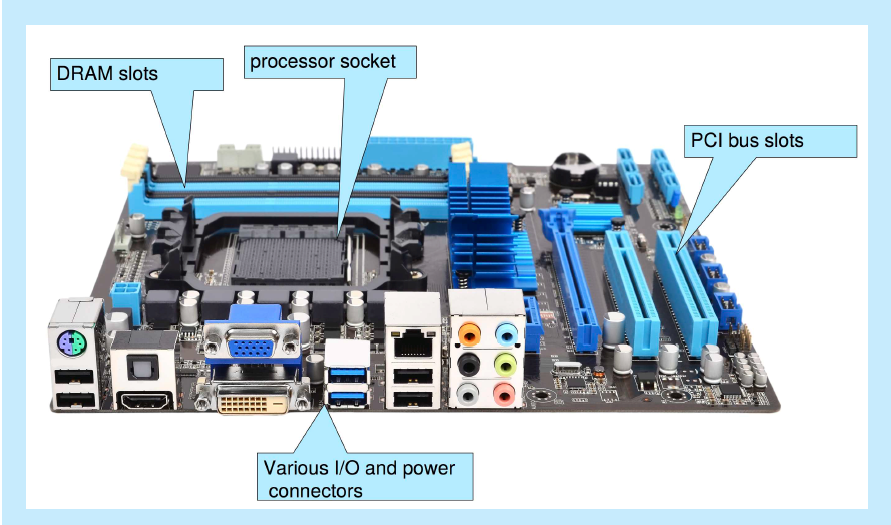 processor socket
DRAM slots
PCI bus slots
Various I/O and power
connectors